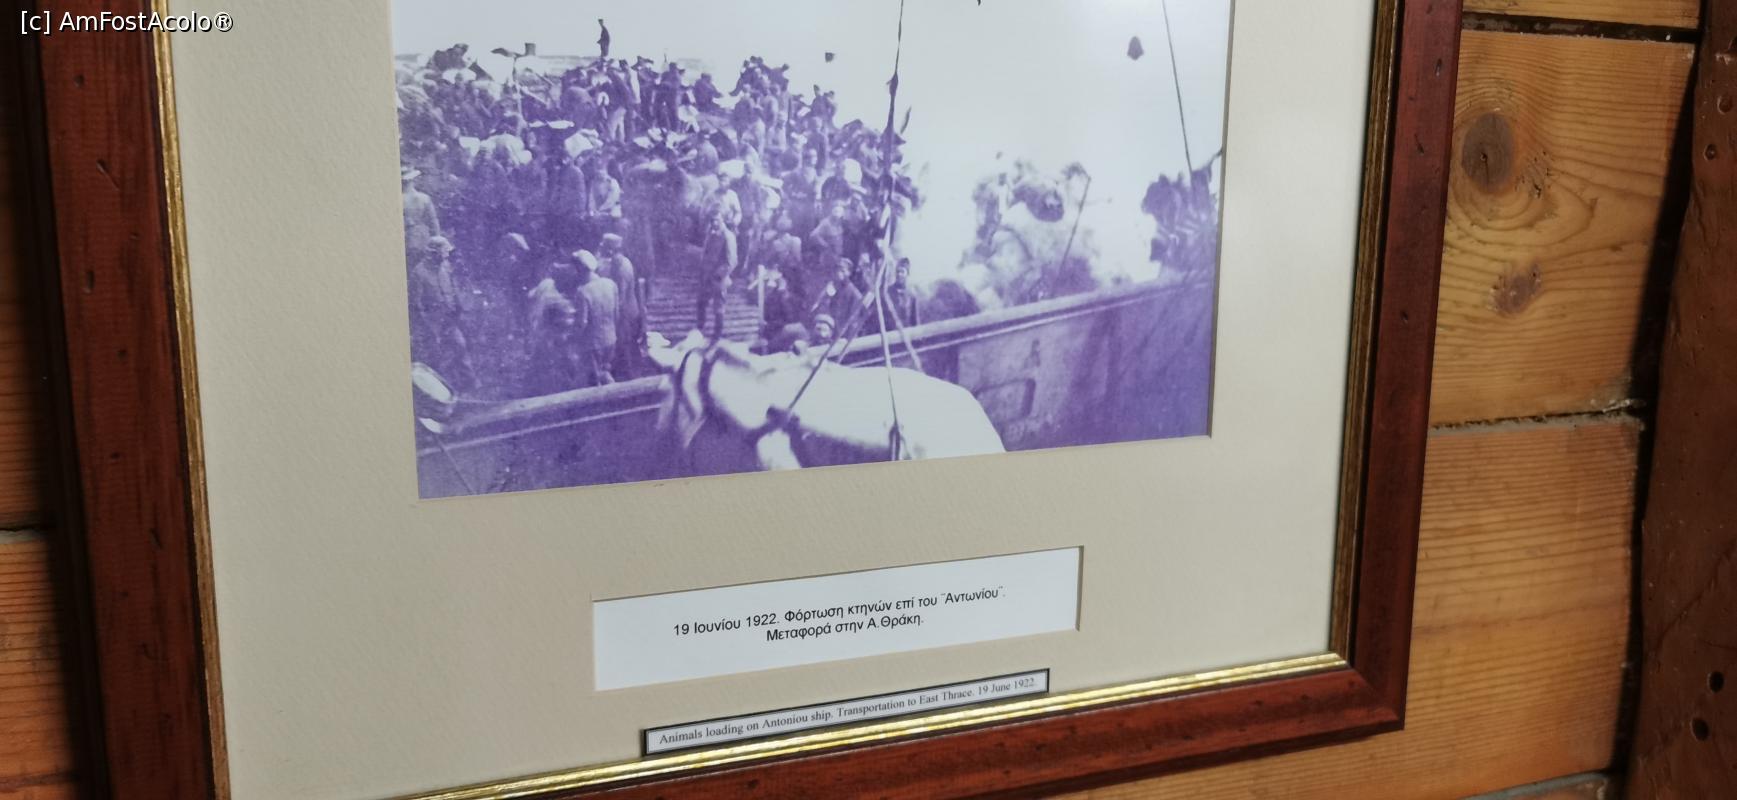 [c] AmFostAcolo®
19 Ιουνίου 1922. Φόρτωση κτηνών επί του ¨Αντωνίου¨.
Μεταφορά στην Α.Θράκη.
Animals loading on Antoniou ship. Transportation to East Thrace. 19 June 1922.